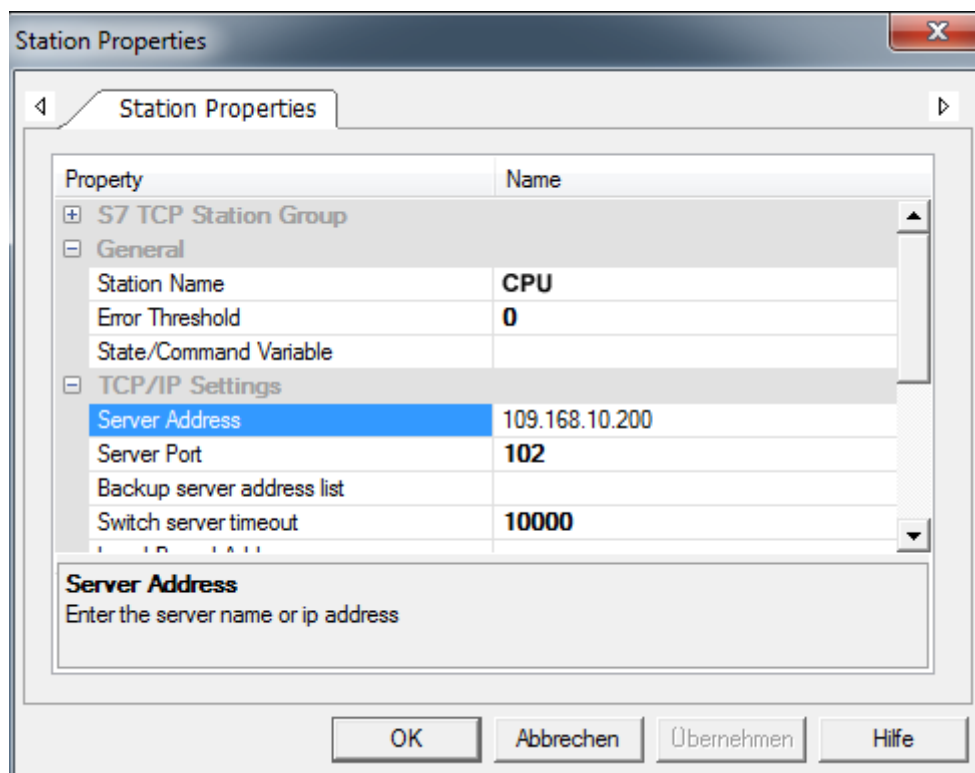 Station Properties
Station Properties
Property Name
S7 TCP Station Group
General
Station Name CPU
Error Threshold 0
State/Command Variable
TCP/IP Settings
Server Address 109.168.10.200
Server Port 102
Backup server address list
Switch server timeout 10000
Server Address
Enter the server name or ip address
OK Abbrechen Übernehmen Hilfe